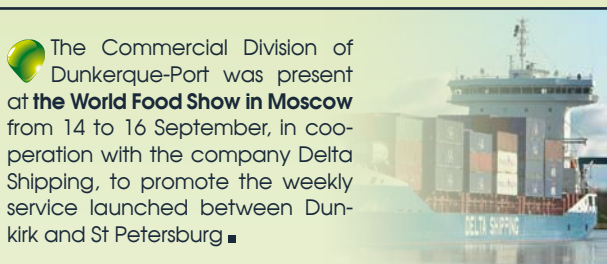 The Commercial Division of
Dunkerque-Port was present
at the World Food Show in Moscow
from 14 to 16 September, in coo-
peration with the company Delta
Shipping, to promote the weekly
service launched between Dun-
kirk and St Petersburg ■
DELTA SHIPPING